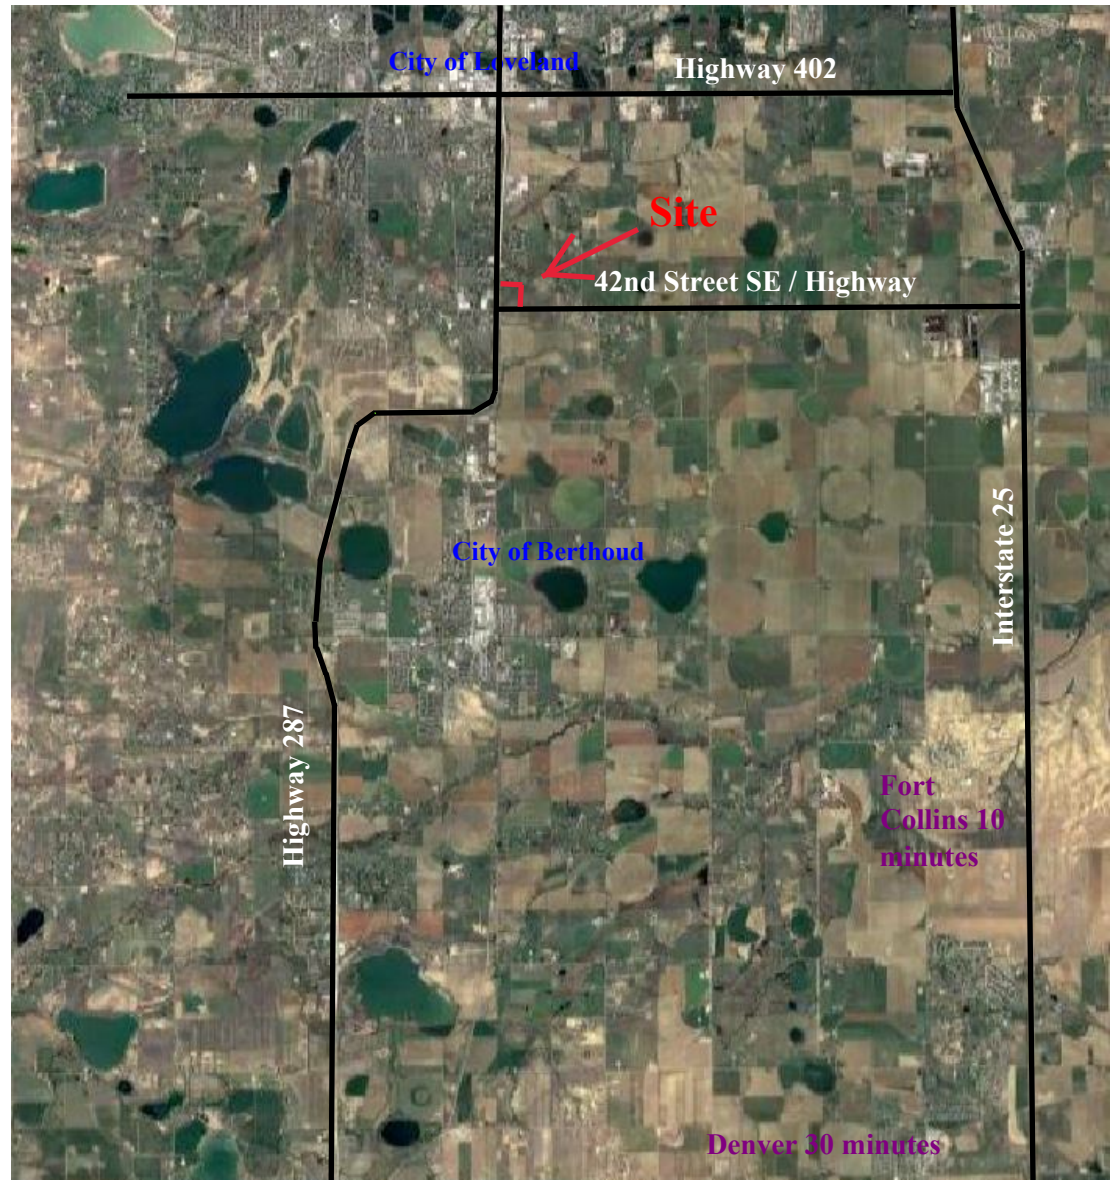 City of Loveland
Highway 402
Site
42nd Street SE / Highway
City of Berthoud
Interstate 25
Highway 287
Fort
Collins 10
minutes
Denver 30 minutes